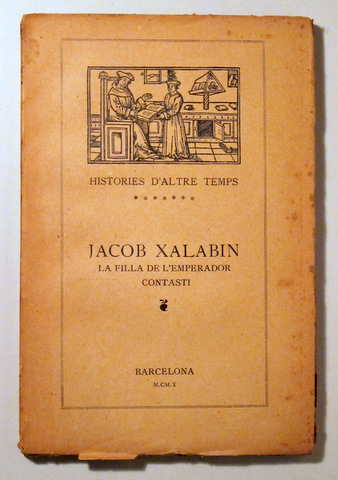 HISTORIES D'ALTRE TEMPS
JACOB XALABIN
LA FILLA DE L'EMPERADOR
CONTASTI
BARCELONA
M.CM.X